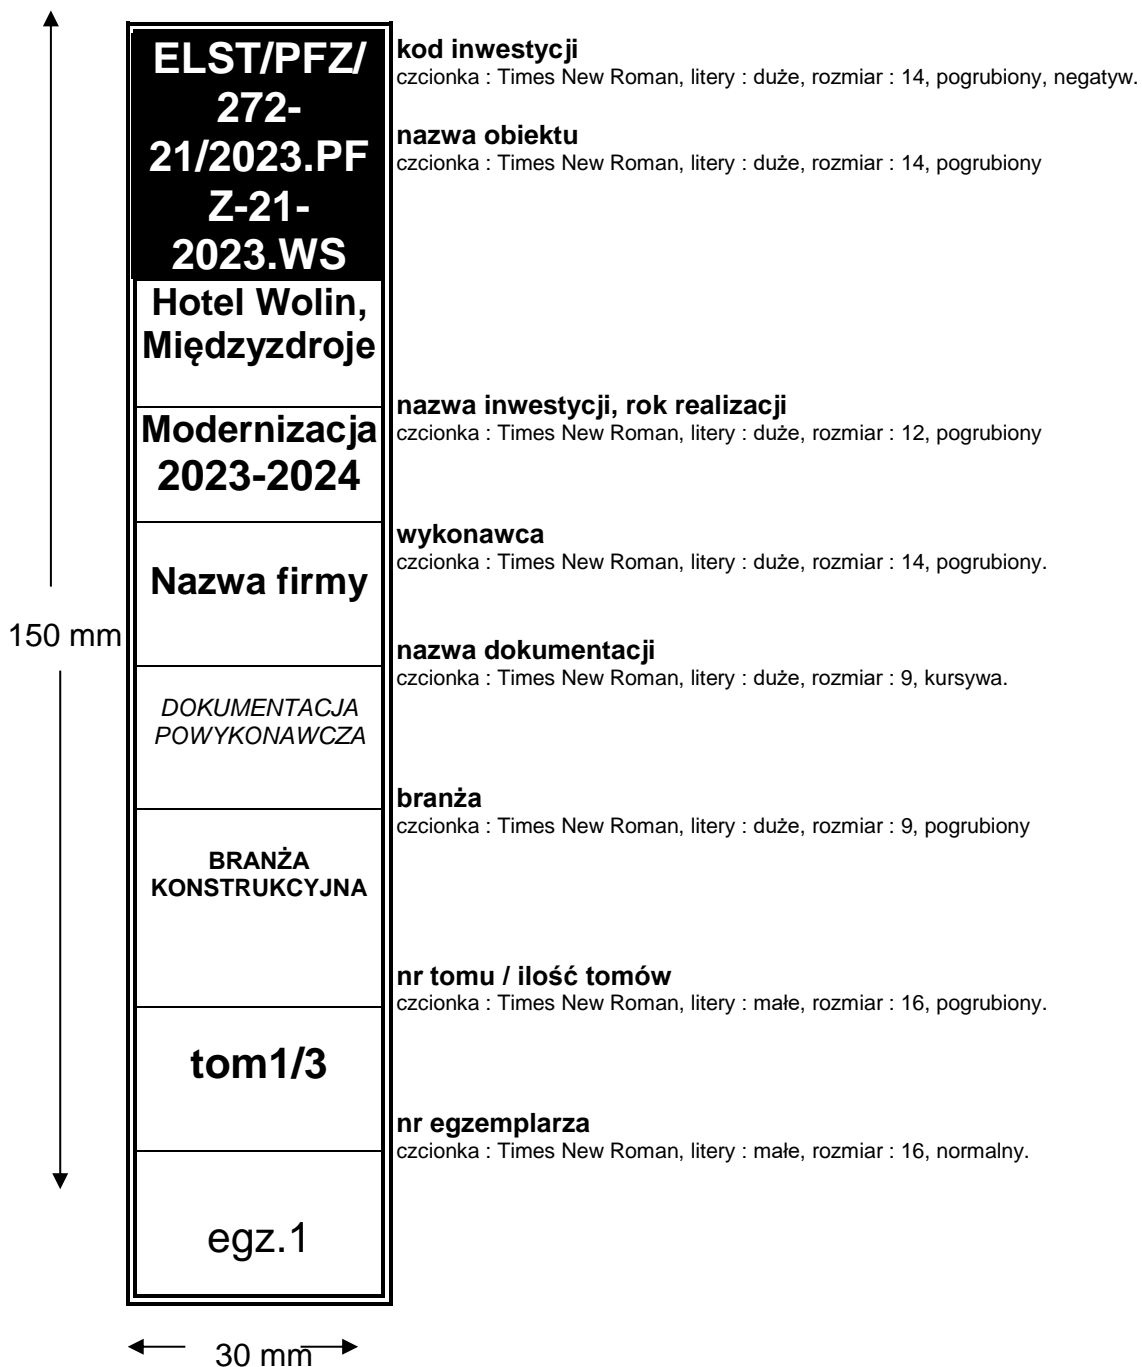 ELST/PFZ/
272-
21/2023.PF
Z-21-
2023.WS
kod inwestycji
czcionka : Times New Roman, litery : duże, rozmiar : 14, pogrubiony, negatyw.
nazwa obiektu
czcionka : Times New Roman, litery : duże, rozmiar : 14, pogrubiony
Hotel Wolin,
Międzyzdroje
nazwa inwestycji, rok realizacji
czcionka : Times New Roman, litery : duże, rozmiar : 12, pogrubiony
Modernizacja
2023-2024
wykonawca
czcionka : Times New Roman, litery : duże, rozmiar : 14, pogrubiony.
Nazwa firmy
150 mm
nazwa dokumentacji
czcionka : Times New Roman, litery : duże, rozmiar : 9, kursywa.
DOKUMENTACJA
POWYKONAWCZA
branża
czcionka : Times New Roman, litery : duże, rozmiar : 9, pogrubiony
BRANŻA
KONSTRUKCYJNA
nr tomu / ilość tomów
czcionka : Times New Roman, litery : małe, rozmiar : 16, pogrubiony.
tom1/3
nr egzemplarza
czcionka : Times New Roman, litery : małe, rozmiar : 16, normalny.
egz.1
30 mm